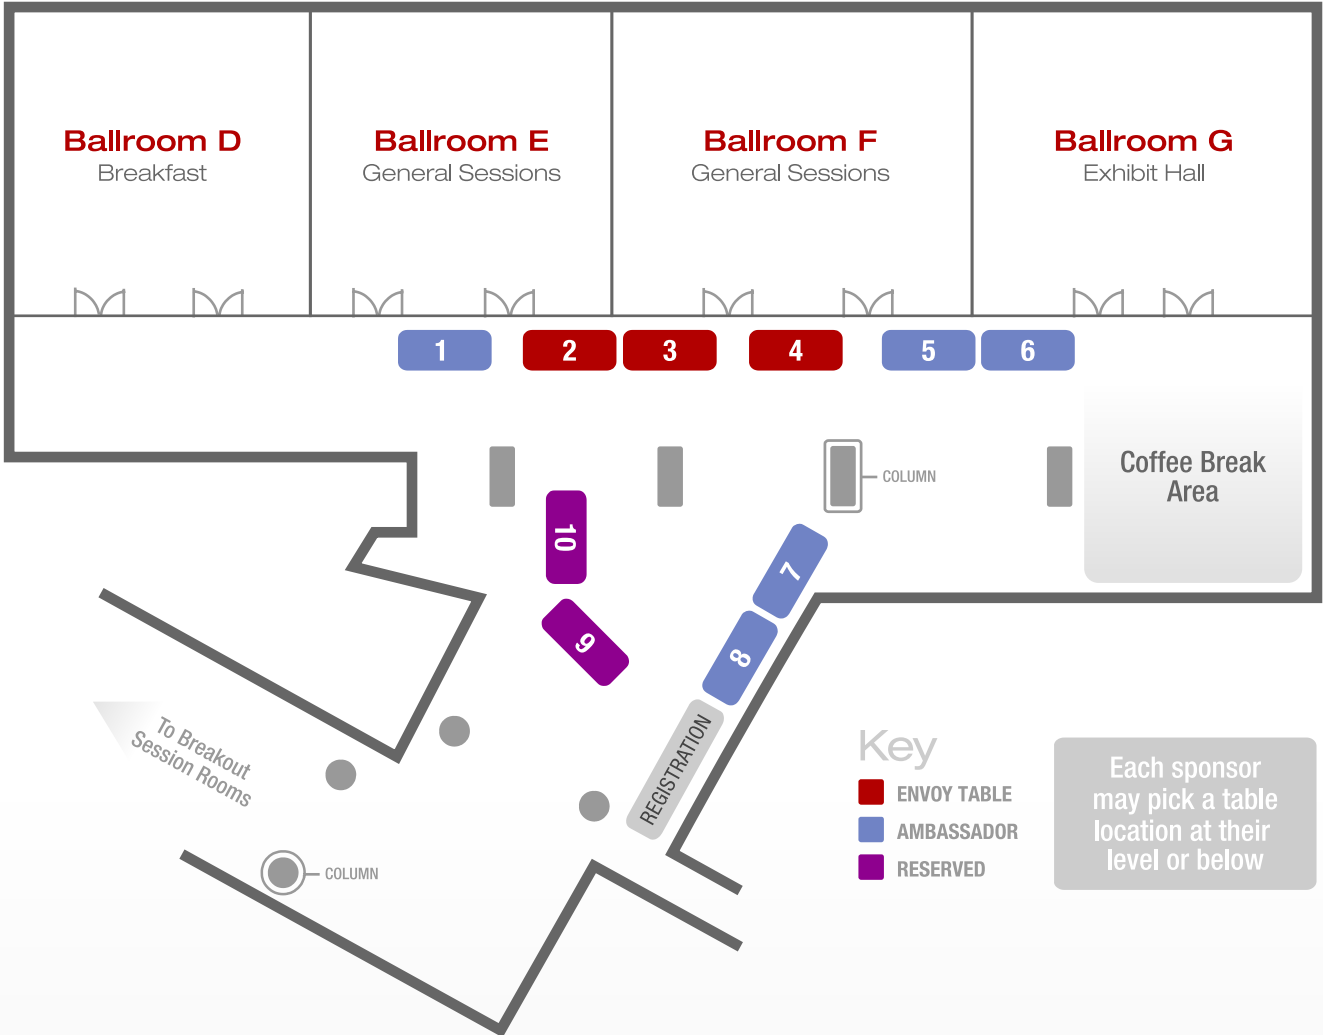 Ballroom D
Breakfast
Ballroom E
General Sessions
Ballroom F
General Sessions
Ballroom G
Exhibit Hall
1
2
3
4
5
6
Coffee Break
Area
COLUMN
10
7
9
8
REGISTRATION
To Breakout
Session Rooms
COLUMN
Key
ENVOY TABLE
AMBASSADOR
RESERVED
Each sponsor
may pick a table
location at their
level or below